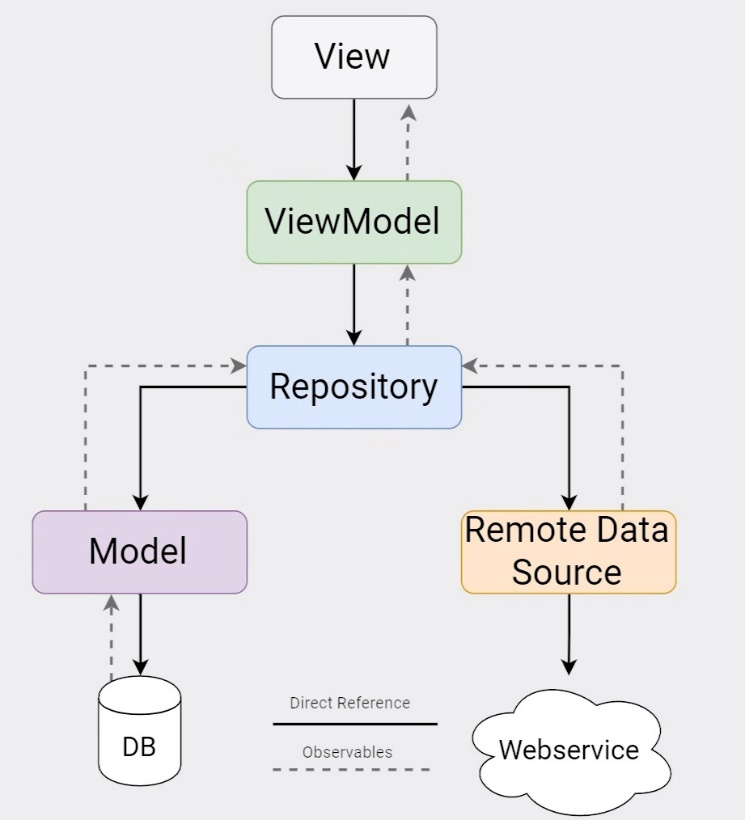 View
ViewModel
Repository
Model
Remote Data
Source
DB
Direct Reference
Observables
Webservice